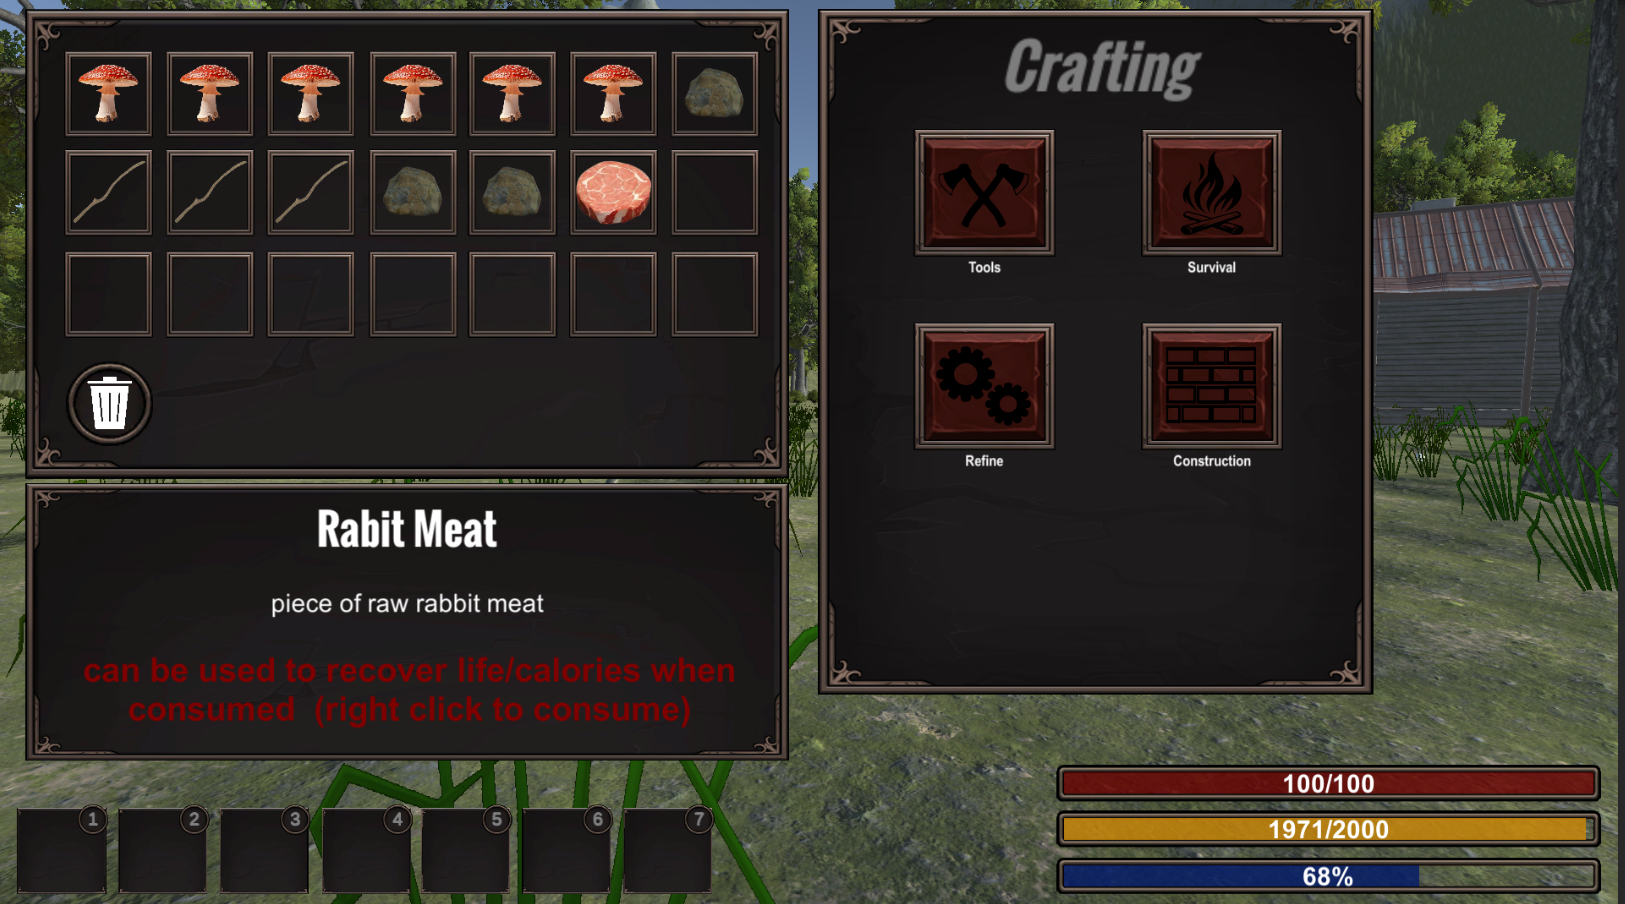 Crafting
Tools
Survival
Refine
Construction
Rabit Meat
piece of raw rabbit meat
can be used to recover life/calories when
consumed (right click to consume)
1
2
3
4
5
6
7
100/100
1971/2000
68%